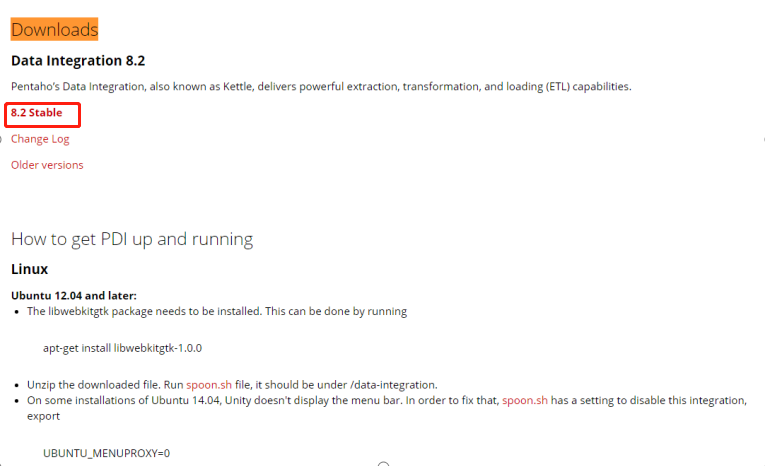 Downloads
Data Integration 8.2
Pentaho’s Data Integration, also known as Kettle, delivers powerful extraction, transformation, and loading (ETL) capabilities.
8.2 Stable
Change Log
Older versions
How to get PDI up and running
Linux
Ubuntu 12.04 and later:
• The libwebkitgtk package needs to be installed. This can be done by running
apt-get install libwebkitgtk-1.0.0
• Unzip the downloaded file. Run spoon.sh file, it should be under /data-integration.
• On some installations of Ubuntu 14.04, Unity doesn't display the menu bar. In order to fix that, spoon.sh has a setting to disable this integration,
export
UBUNTU_MENUPROXY=0